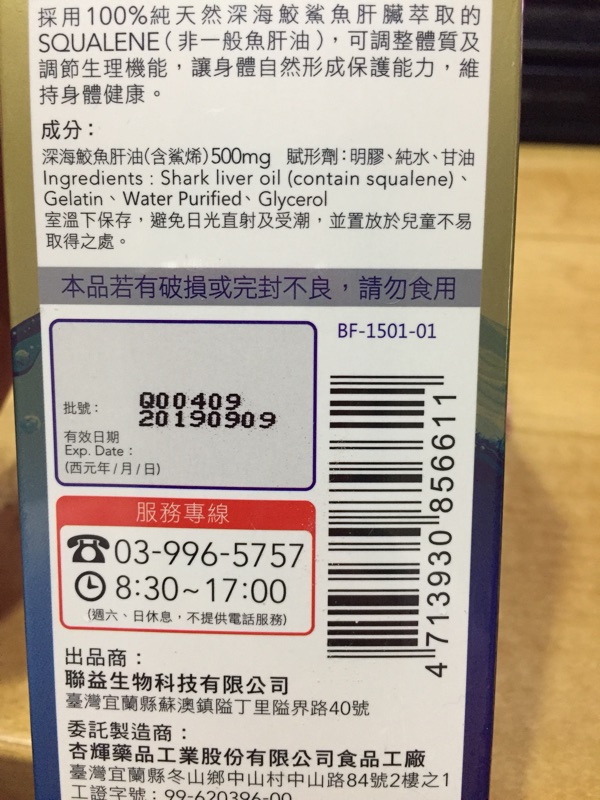 採用100%純天然深海鮫鯊魚肝臟萃取的
SQUALENE(非一般魚肝油)，可調整體質及
調節生理機能，讓身體自然形成保護能力，維
持身體健康。
成分：
深海鮫魚肝油(含鯊烯)500mg 賦形劑：明膠、純水、甘油
Ingredients：Shark liver oil (contain squalene)、
Gelatin、Water Purified、Glycerol
室溫下保存，避免日光直射及受潮，並置放於兒童不易
取得之處。
本品若有破損或完封不良，請勿食用
BF-1501-01
批號： Q00409
20190909
有效日期
Exp. Date：
(西元年/月/日)
服務專線
03-996-5757
8:30~17:00
(週六、日休息，不提供電話服務)
4 713930 856611
出品商：
聯益生物科技有限公司
臺灣宜蘭縣蘇澳鎮隘丁里隘界路40號
委託製造商：
杏輝藥品工業股份有限公司食品工廠
臺灣宜蘭縣冬山鄉中山村中山路84號2樓之1
工證字號：99-620396-00